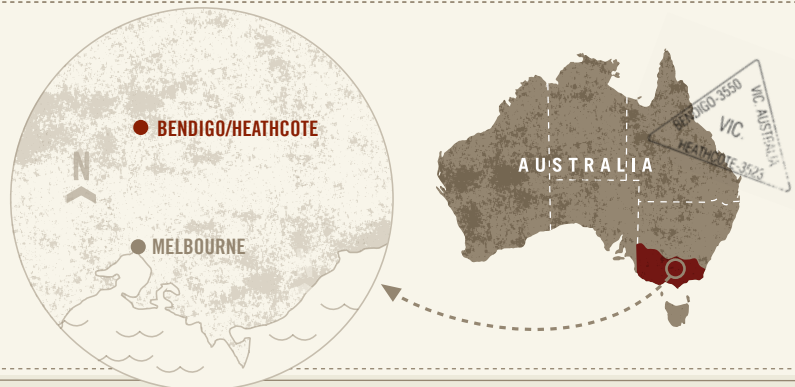 BENDIGO/HEATHCOTE
N
MELBOURNE
AUSTRALIA
BENDIGO-3550
VIC. AUSTRALIA
VIC.
HEATHCOTE-3523